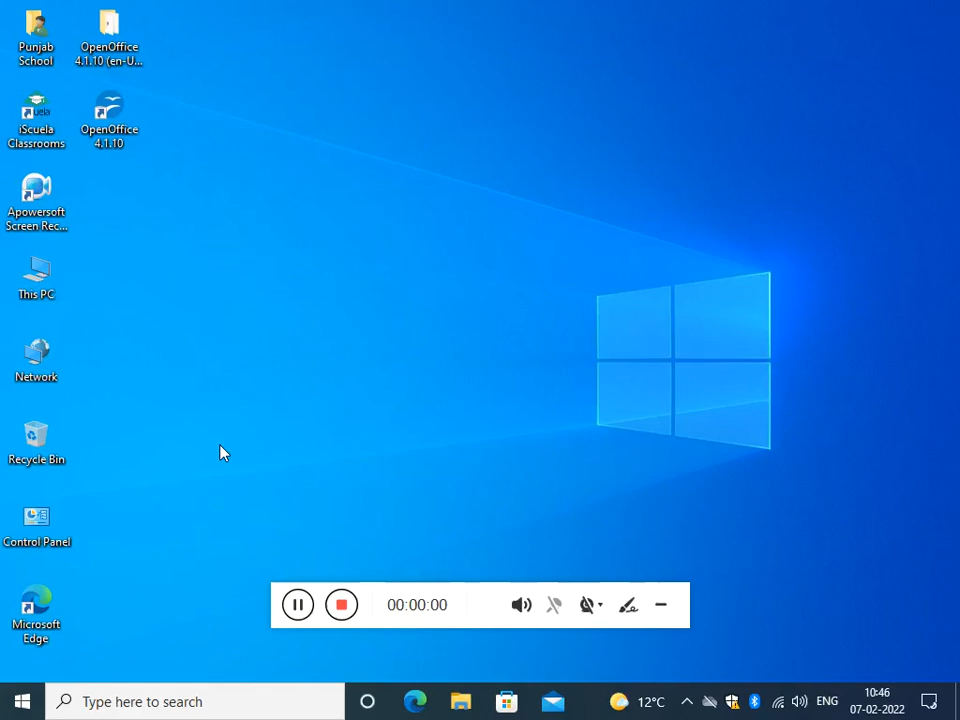 Punjab
School
OpenOffice
4.1.10 (en-U...
iScuela
Classrooms
OpenOffice
4.1.10
Apowersoft
Screen Rec...
This PC
Network
Recycle Bin
Control Panel
Microsoft
Edge
00:00:00
Type here to search
12°C
ENG
10:46
07-02-2022